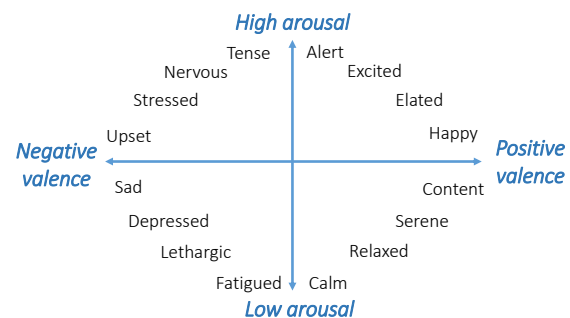 High arousal
Tense
Alert
Nervous
Excited
Stressed
Elated
Upset
Happy
Negative
valence
Positive
valence
Sad
Content
Depressed
Serene
Lethargic
Relaxed
Fatigued
Calm
Low arousal